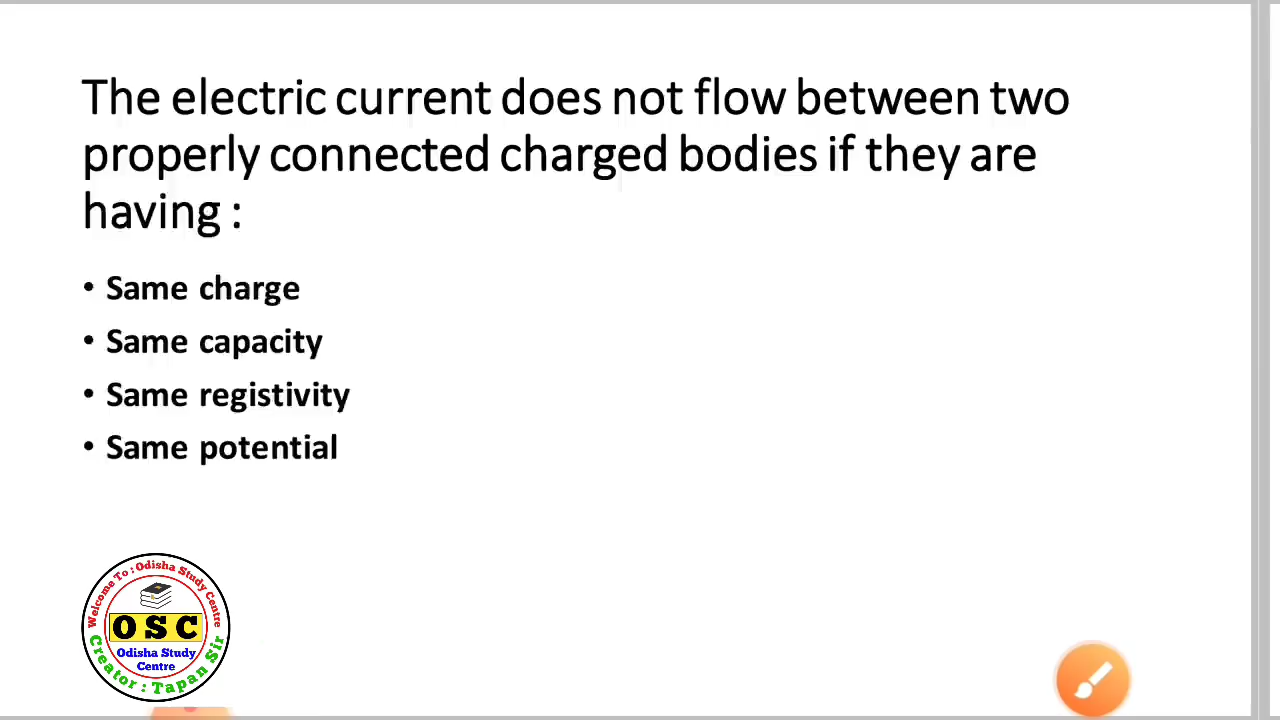 The electric current does not flow between two
properly connected charged bodies if they are
having :
• Same charge
• Same capacity
• Same registivity
• Same potential
Welcome To : Odisha Study Centre
O S C
Odisha Study
Centre
Creator : Tapan Sir